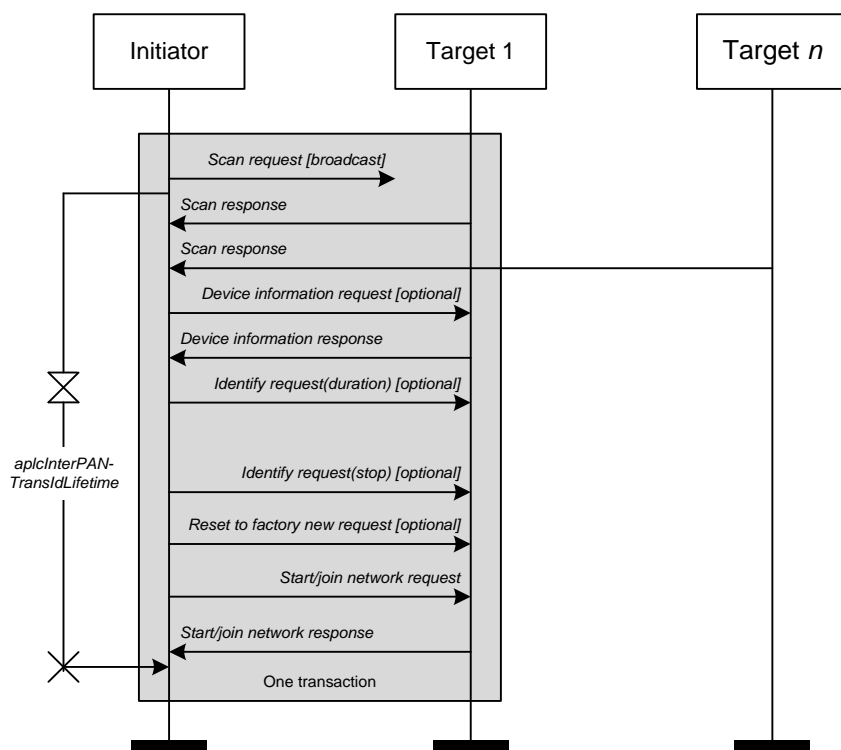 Initiator
Target 1
Target n
Scan request [broadcast]
Scan response
Scan response
Device information request [optional]
Device information response
Identify request(duration) [optional]
aplcInterPAN-
TransIdLifetime
Identify request(stop) [optional]
Reset to factory new request [optional]
Start/join network request
Start/join network response
One transaction